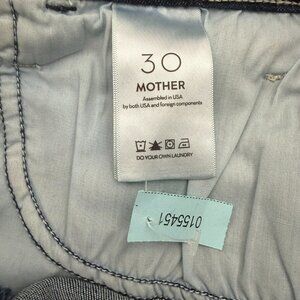 30
MOTHER
Assembled in USA
by both USA and foreign components
DO YOUR OWN LAUNDRY
0155451